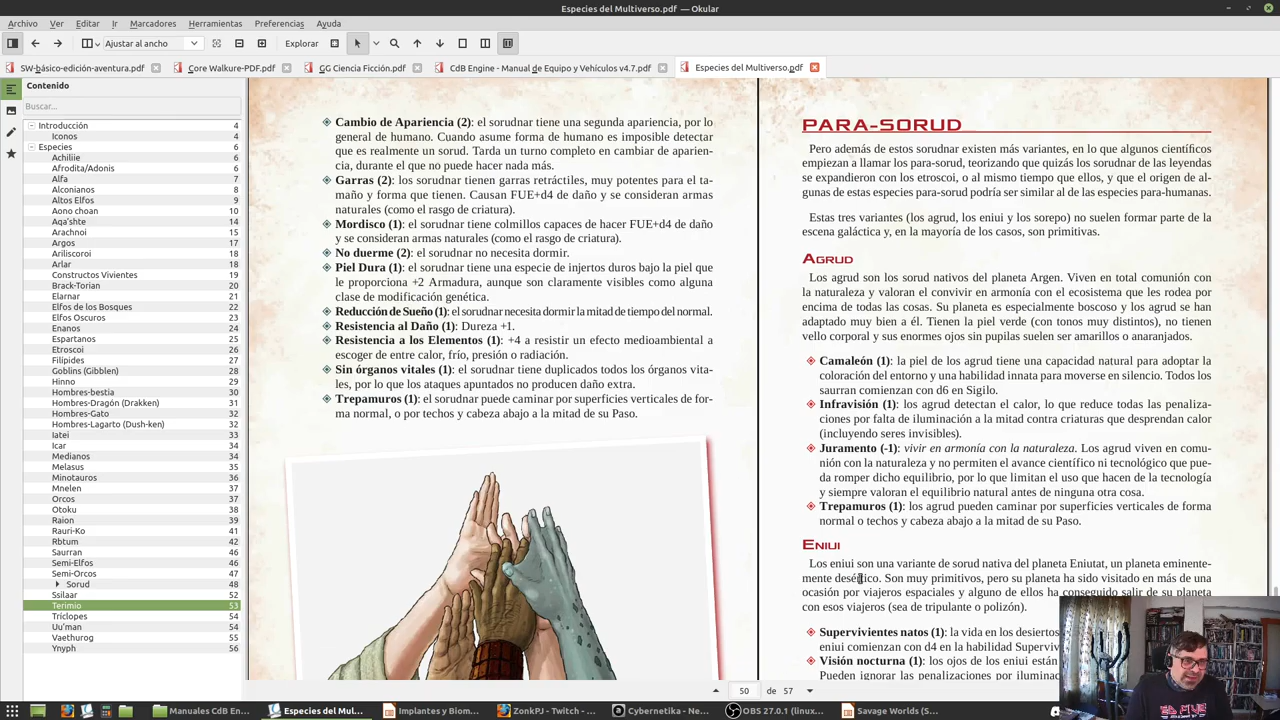 Especies del Multiverso.pdf — Okular
Archivo Ver Editar Ir Marcadores Herramientas Preferencias Ayuda
Ajustar al ancho Explorar
SW-básico-edición-aventura.pdf Core Walkure-PDF.pdf GG Ciencia Ficción.pdf CdB Engine - Manual de Equipo y Vehículos v4.7.pdf Especies del Multiverso.pdf
Contenido
Buscar...
Introducción 4
Iconos 4
Especies 6
Achiliie 6
Afrodita/Adonis 6
Alfa 7
Alconianos 8
Altos Elfos 9
Aono choan 10
Aqa'shte 14
Arachnoi 15
Argos 17
Ariliscoroi 18
Arlar 18
Constructos Vivientes 19
Brack-Torian 20
Elarnar 21
Elfos de los Bosques 22
Elfos Oscuros 23
Enanos 24
Espartanos 25
Etroscoi 26
Filipides 27
Goblins (Gibblen) 28
Hinno 29
Hombres-bestia 30
Hombres-Dragón (Drakken) 31
Hombres-Gato 32
Hombres-Lagarto (Dush-ken) 32
Iatei 33
Icar 34
Medianos 34
Melasus 35
Minotauros 36
Mnelen 37
Orcos 37
Otoku 38
Raion 39
Rauri-Ko 41
Rbtum 42
Saurran 46
Semi-Elfos 46
Semi-Orcos 47
Sorud 48
Ssilaar 52
Terimio 53
Triclopes 54
Uu'man 54
Vaethurog 55
Ynyph 56
Cambio de Apariencia (2): el sorudnar tiene una segunda apariencia, por lo
general de humano. Cuando asume forma de humano es imposible detectar
que es realmente un sorud. Tarda un turno completo en cambiar de aparien-
cia, durante el que no puede hacer nada más.
Garras (2): los sorudnar tienen garras retráctiles, muy potentes para el ta-
maño y forma que tienen. Causan FUE+d4 de daño y se consideran armas
naturales (como el rasgo de criatura).
Mordisco (1): el sorudnar tiene colmillos capaces de hacer FUE+d4 de daño
y se consideran armas naturales (como el rasgo de criatura).
No duerme (2): el sorudnar no necesita dormir.
Piel Dura (1): el sorudnar tiene una especie de injertos duros bajo la piel que
le proporciona +2 Armadura, aunque son claramente visibles como alguna
clase de modificación genética.
Reducción de Sueño (1): el sorudnar necesita dormir la mitad de tiempo del normal.
Resistencia al Daño (1): Dureza +1.
Resistencia a los Elementos (1): +4 a resistir un efecto medioambiental a
escoger de entre calor, frío, presión o radiación.
Sin órganos vitales (1): el sorudnar tiene duplicados todos los órganos vita-
les, por lo que los ataques apuntados no producen daño extra.
Trepamuros (1): el sorudnar puede caminar por superficies verticales de for-
ma normal, o por techos y cabeza abajo a la mitad de su Paso.
PARA-SORUD
Pero además de estos sorudnar existen más variantes, en lo que algunos científicos
empiezan a llamar los para-sorud, teorizando que quizás los sorudnar de las leyendas
se expandieron con los etroscoi, o al mismo tiempo que ellos, y que el origen de al-
gunas de estas especies para-sorud podría ser similar al de las especies para-humanas.
Estas tres variantes (los agrud, los eniui y los sorepo) no suelen formar parte de la
escena galáctica y, en la mayoría de los casos, son primitivas.
AGRUD
Los agrud son los sorud nativos del planeta Argen. Viven en total comunión con
la naturaleza y valoran el convivir en armonía con el ecosistema que les rodea por
encima de todas las cosas. Su planeta es especialmente boscoso y los agrud se han
adaptado muy bien a él. Tienen la piel verde (con tonos muy distintos), no tienen
vello corporal y sus enormes ojos sin pupilas suelen ser amarillos o anaranjados.
Camaleón (1): la piel de los agrud tiene una capacidad natural para adoptar la
coloración del entorno y una habilidad innata para moverse en silencio. Todos los
saurran comienzan con d6 en Sigilo.
Infravisión (1): los agrud detectan el calor, lo que reduce todas las penaliza-
ciones por falta de iluminación a la mitad contra criaturas que desprendan calor
(incluyendo seres invisibles).
Juramento (-1): vivir en armonía con la naturaleza. Los agrud viven en comu-
nión con la naturaleza y no permiten el avance científico ni tecnológico que pue-
da romper dicho equilibrio, por lo que limitan el uso que hacen de la tecnología
y siempre valoran el equilibrio natural antes de ninguna otra cosa.
Trepamuros (1): los agrud pueden caminar por superficies verticales de forma
normal o techos y cabeza abajo a la mitad de su Paso.
ENIUI
Los eniui son una variante de sorud nativa del planeta Eniutat, un planeta eminente-
mente desértico. Son muy primitivos, pero su planeta ha sido visitado en más de una
ocasión por viajeros espaciales y alguno de ellos ha conseguido salir de su planeta
con esos viajeros (sea de tripulante o polizón).
Supervivientes natos (1): la vida en los desiertos
eniui comienzan con d4 en la habilidad Superviv
Visión nocturna (1): los ojos de los eniui están
Pueden ignorar las penalizaciones por iluminac
50 de 57
Manuales CdB En... Especies del Mul... Implantes y Biom... ZonkPJ - Twitch - ... Cybernetika - Ne... OBS 27.0.1 (linux... Savage Worlds (S...